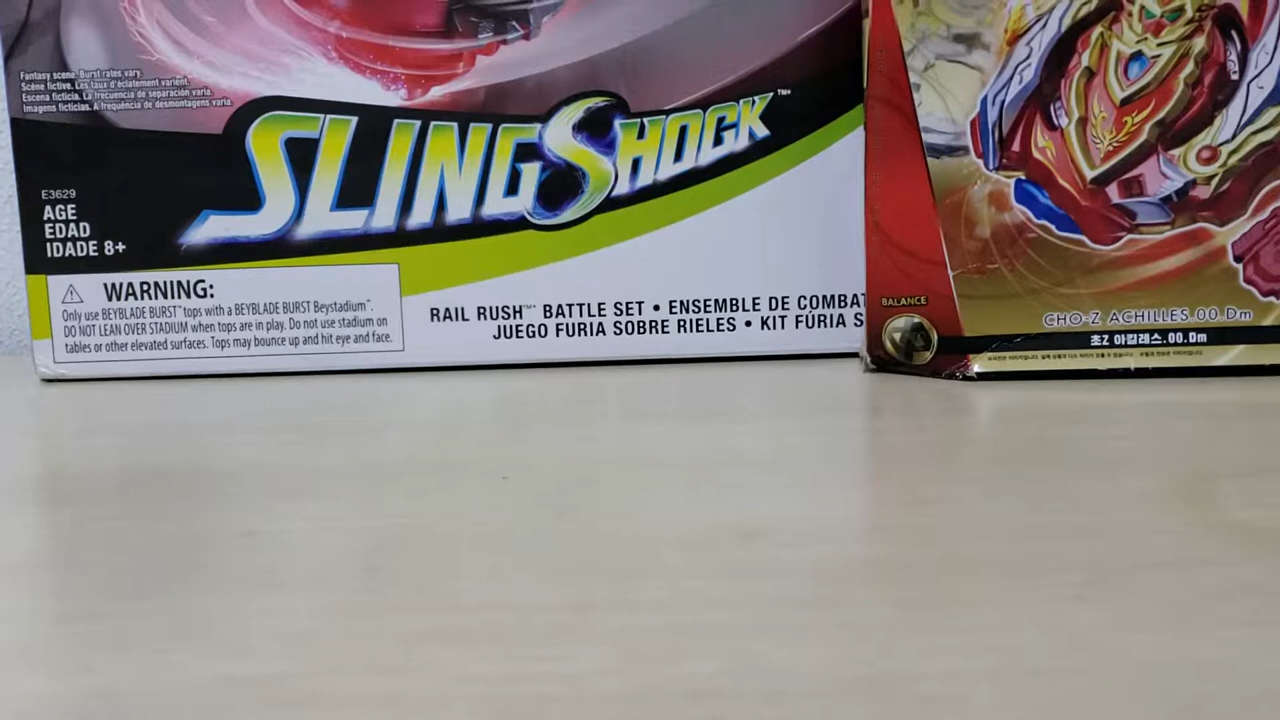 Fantasy scene. Burst rates vary.
Scène fictive. Les taux d'éclatement varient.
Escena ficticia. La frecuencia de separación varía.
Imagens fictícias. A frequência de desmontagens varia.
SLINGSHOCK™
E3629
AGE
EDAD
IDADE 8+
WARNING:
Only use BEYBLADE BURST™ tops with a BEYBLADE BURST Beystadium™.
DO NOT LEAN OVER STADIUM when tops are in play. Do not use stadium on
tables or other elevated surfaces. Tops may bounce up and hit eye and face.
RAIL RUSH™ BATTLE SET • ENSEMBLE DE COMBAT
JUEGO FURIA SOBRE RIELES • KIT FÚRIA S
BALANCE
CHO-Z ACHILLES.00.Dm
초Z 아킬레스.00.Dm